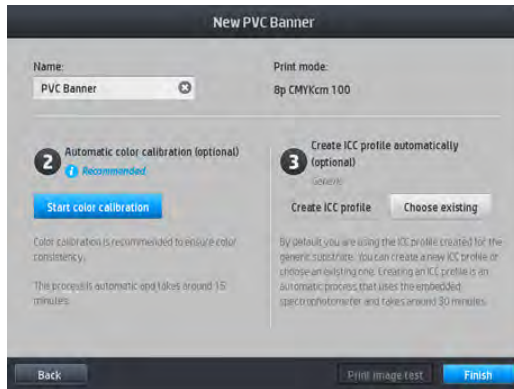 New PVC Banner
Name:
PVC Banner
Print mode:
8p CMYKcm 100
2
Automatic color calibration (optional)
i Recommended
Start color calibration
Color calibration is recommended to ensure color
consistency.
This process is automatic and takes around 15
minutes.
3
Create ICC profile automatically
(optional)
Generic
Create ICC profile
Choose existing
By default you are using the ICC profile created for the
generic substrate. You can create a new ICC profile or
choose an existing one. Creating an ICC profile is an
automatic process that uses the embedded
spectrophotometer and takes around 30 minutes.
Back
Print image test
Finish